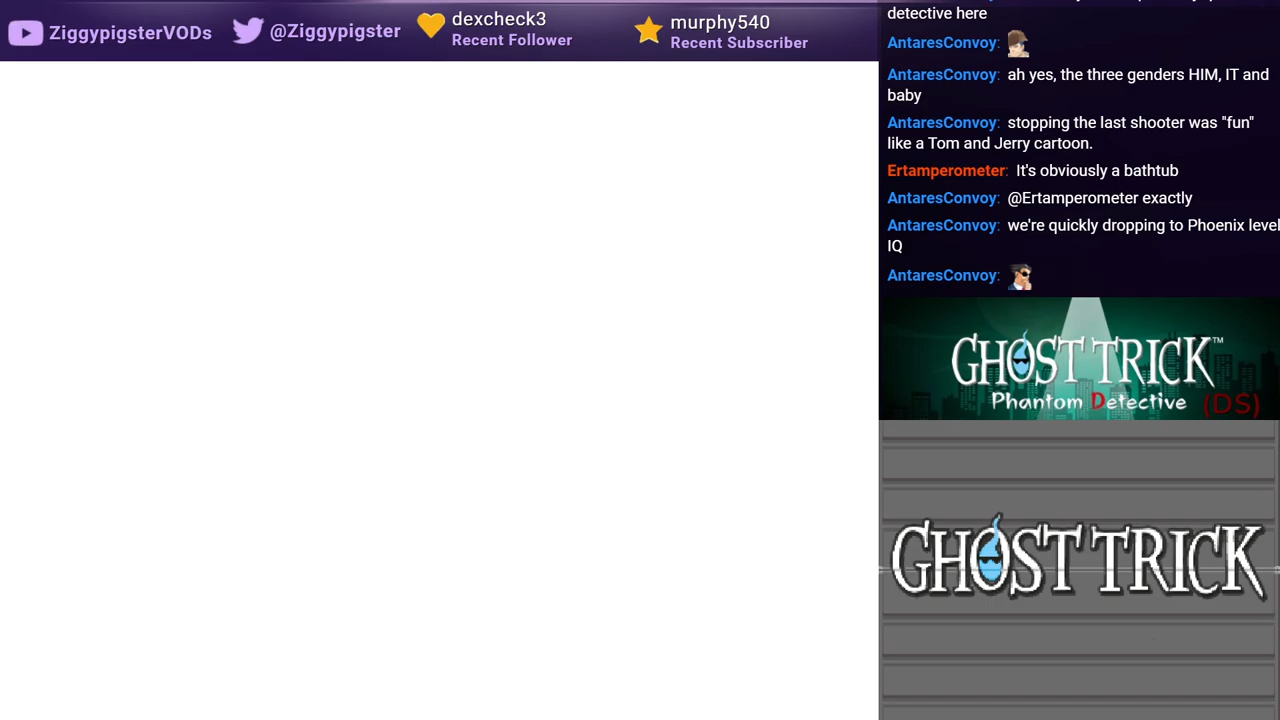 ZiggypigsterVODs
@Ziggypigster
dexcheck3
Recent Follower
murphy540
Recent Subscriber
detective here
AntaresConvoy:
AntaresConvoy: ah yes, the three genders HIM, IT and
baby
AntaresConvoy: stopping the last shooter was "fun"
like a Tom and Jerry cartoon.
Ertamperometer: It's obviously a bathtub
AntaresConvoy: @Ertamperometer exactly
AntaresConvoy: we're quickly dropping to Phoenix level
IQ
AntaresConvoy:
GHOST TRICK™
Phantom Detective (DS)
GHOST TRICK